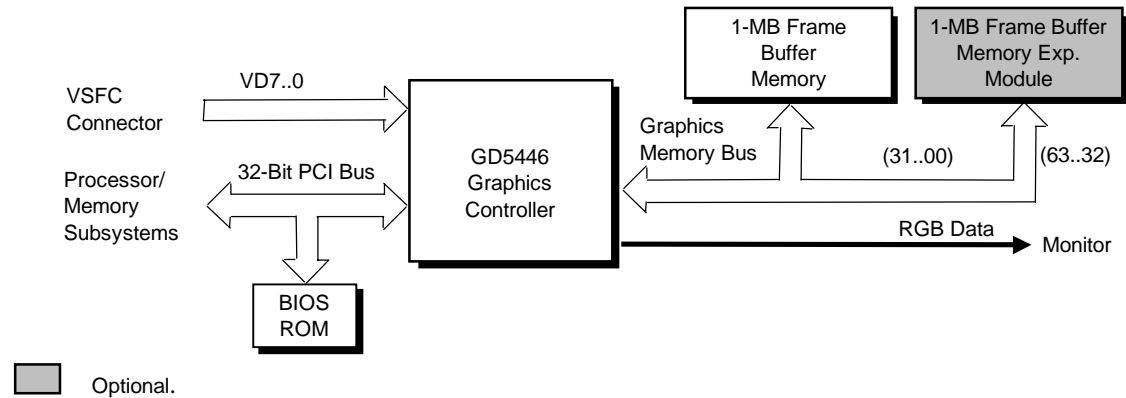 1-MB Frame
Buffer
Memory
1-MB Frame Buffer
Memory Exp.
Module
VSFC
Connector
VD7..0
Graphics
Memory Bus
(31..00)
(63..32)
GD5446
Graphics
Controller
Processor/
Memory
Subsystems
32-Bit PCI Bus
RGB Data
Monitor
BIOS
ROM
Optional.